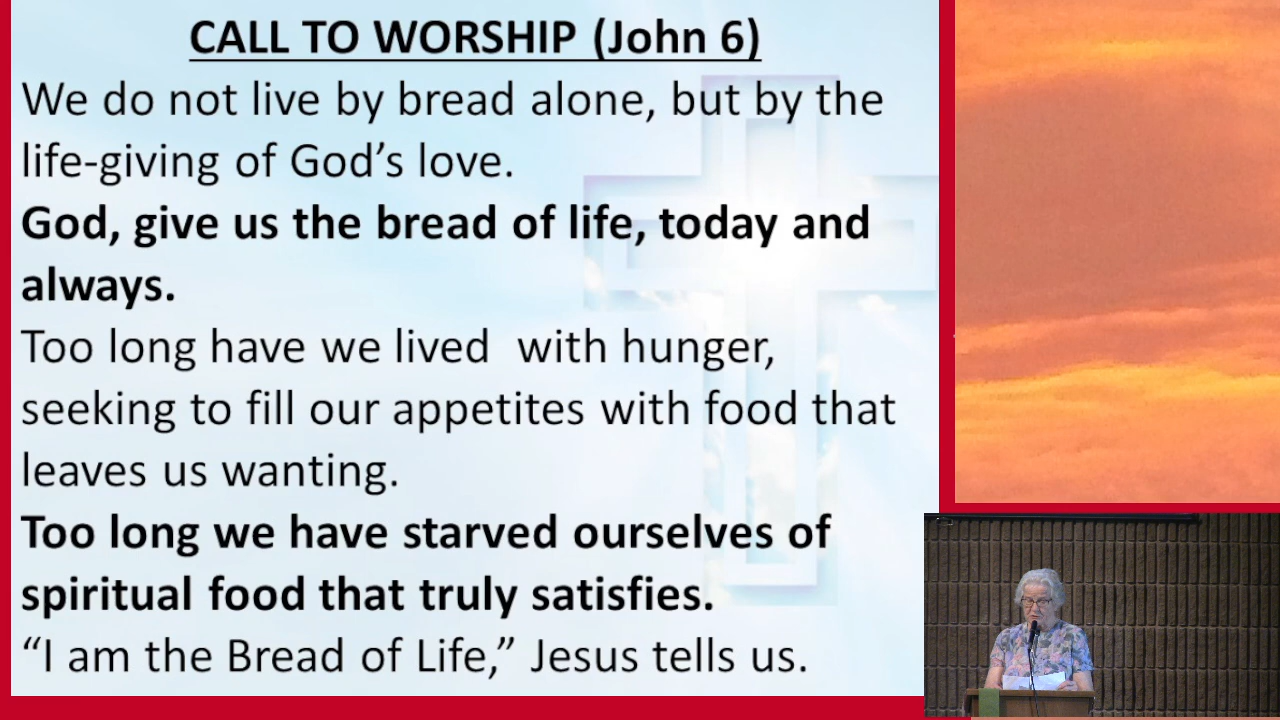 CALL TO WORSHIP (John 6)
We do not live by bread alone, but by the
life-giving of God’s love.
God, give us the bread of life, today and
always.
Too long have we lived  with hunger,
seeking to fill our appetites with food that
leaves us wanting.
Too long we have starved ourselves of
spiritual food that truly satisfies.
“I am the Bread of Life,” Jesus tells us.